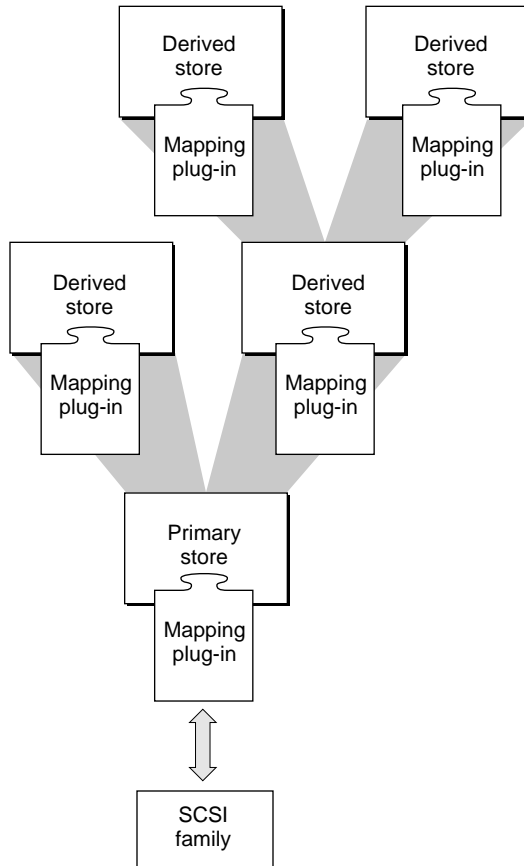 Derived
store
Mapping
plug-in
Derived
store
Mapping
plug-in
Derived
store
Mapping
plug-in
Derived
store
Mapping
plug-in
Primary
store
Mapping
plug-in
SCSI
family